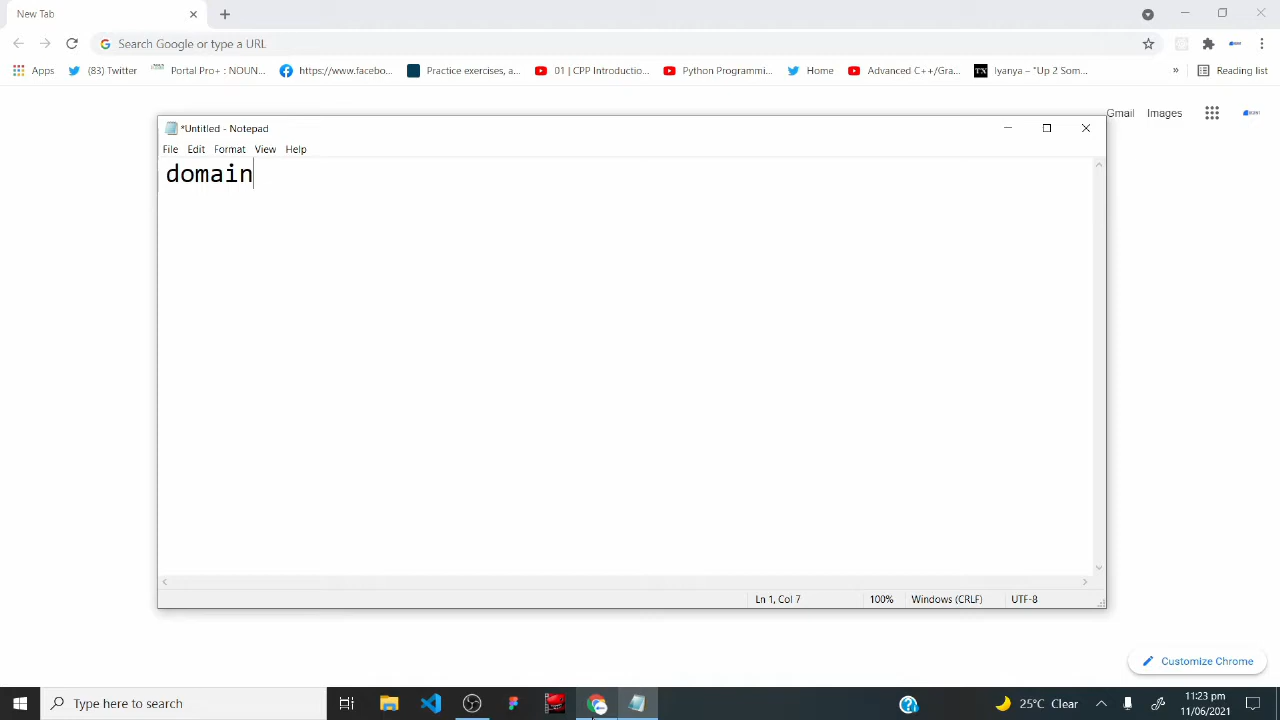 New Tab
Search Google or type a URL
Apps
(83) Twitter
Portal Pro+ : NOUN...
https://www.facebo...
Practice exercises, a...
01 | CPP Introductio...
Python Programmi...
Home
Advanced C++/Gra...
TX
Iyanya – "Up 2 Som...
»
Reading list
Gmail
Images
*Untitled - Notepad
File
Edit
Format
View
Help
domain
Ln 1, Col 7
100%
Windows (CRLF)
UTF-8
Customize Chrome
Type here to search
25°C Clear
11:23 pm
11/06/2021